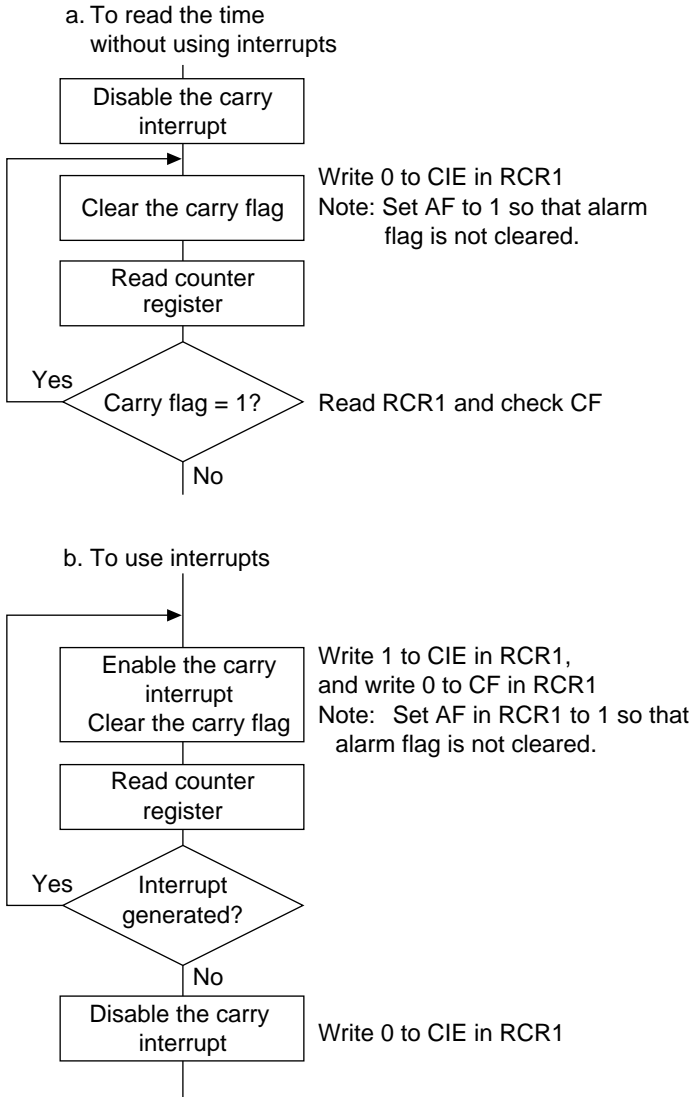 a. To read the time
without using interrupts
Disable the carry
interrupt
Write 0 to CIE in RCR1
Note: Set AF to 1 so that alarm
flag is not cleared.
Clear the carry flag
Read counter
register
Yes
Carry flag = 1?
Read RCR1 and check CF
No
b. To use interrupts
Enable the carry
interrupt
Clear the carry flag
Write 1 to CIE in RCR1,
and write 0 to CF in RCR1
Note: Set AF in RCR1 to 1 so that
alarm flag is not cleared.
Read counter
register
Yes
Interrupt
generated?
No
Disable the carry
interrupt
Write 0 to CIE in RCR1